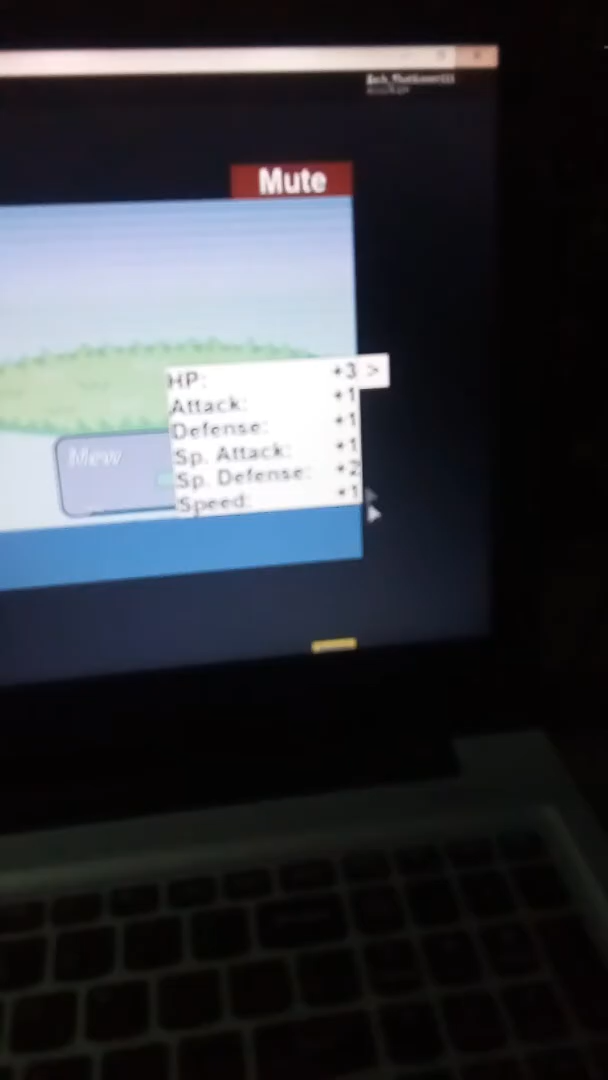 Mute
HP: +3 >
Attack: +1
Defense: +1
Sp. Attack: +1
Sp. Defense: +2
Speed: +1
Mew